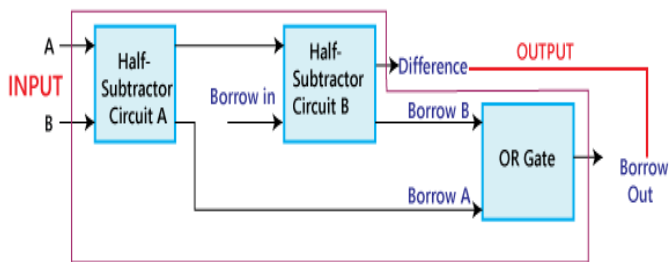 A
INPUT
B
Half-
Subtractor
Circuit A
Borrow in
Half-
Subtractor
Circuit B
Difference
OUTPUT
Borrow B
Borrow A
OR Gate
Borrow
Out